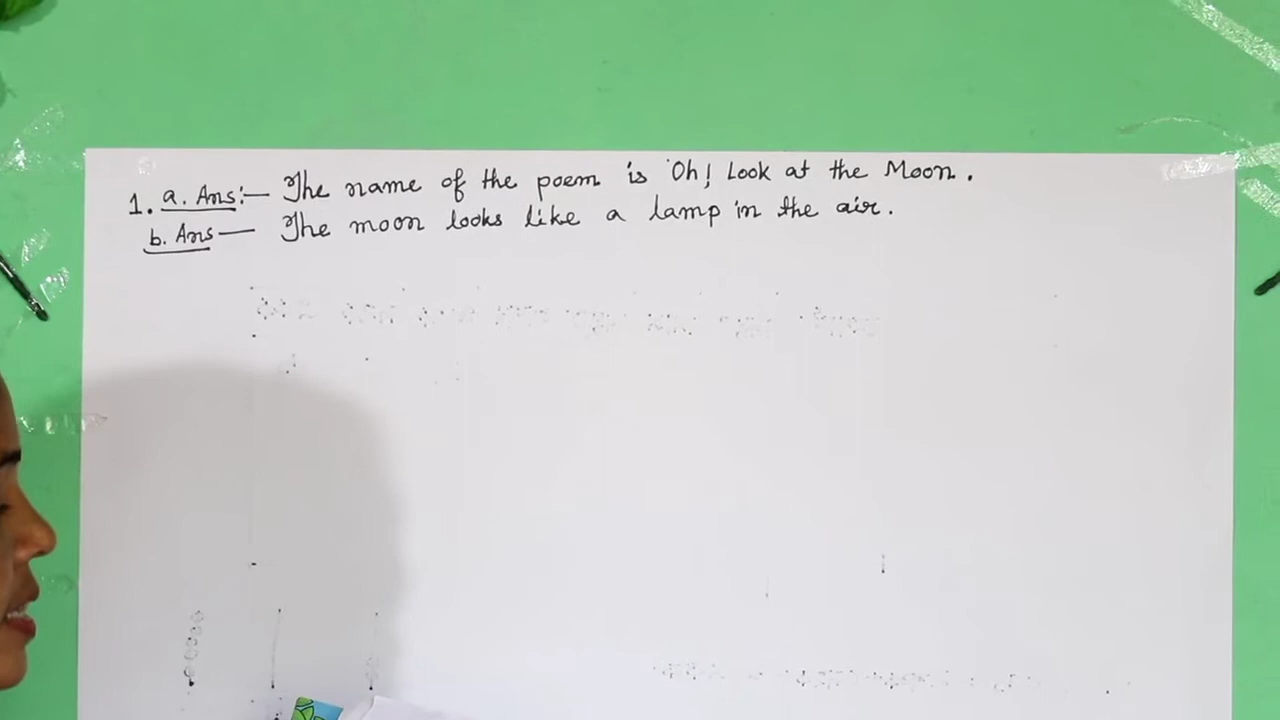 1. a. Ans:— The name of the poem is 'Oh! Look at the Moon.
b. Ans— The moon looks like a lamp in the air.